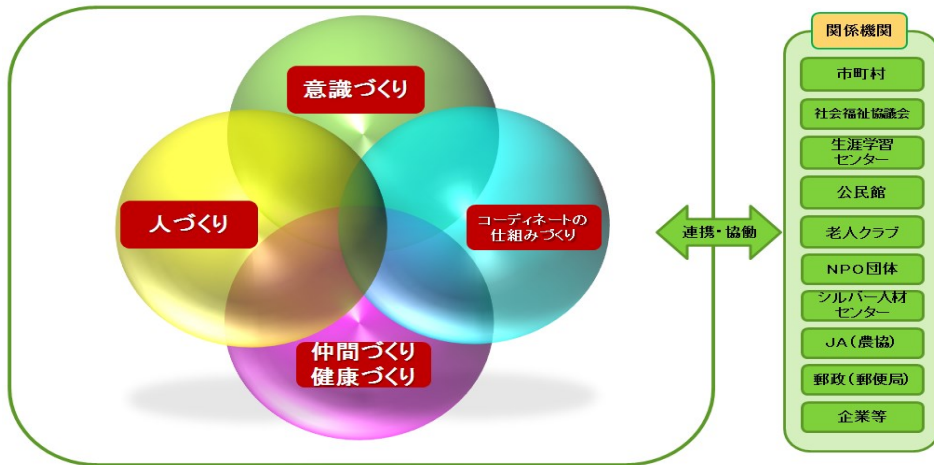 意識づくり
人づくり
コーディネートの
仕組みづくり
仲間づくり
健康づくり
連携・協働
関係機関
市町村
社会福祉協議会
生涯学習
センター
公民館
老人クラブ
NPO団体
シルバー人材
センター
JA(農協)
郵政(郵便局)
企業等